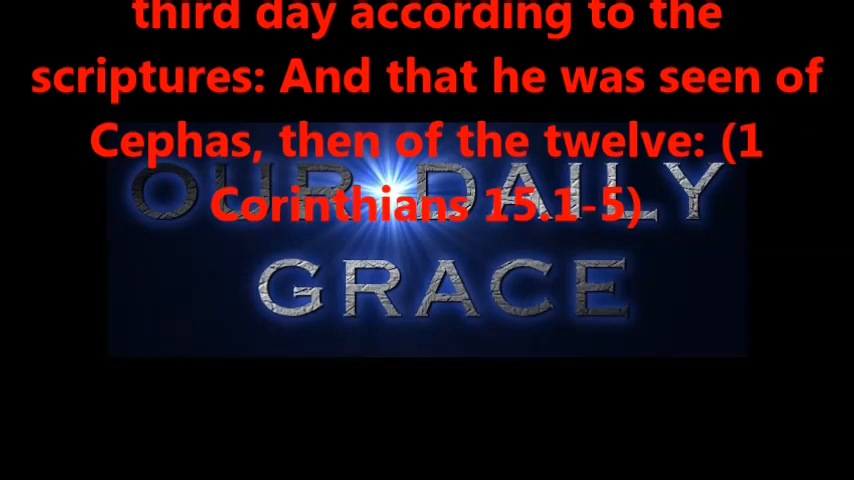 third day according to the
scriptures: And that he was seen of
Cephas, then of the twelve: (1
Corinthians 15.1-5)
OUR DAILY
GRACE